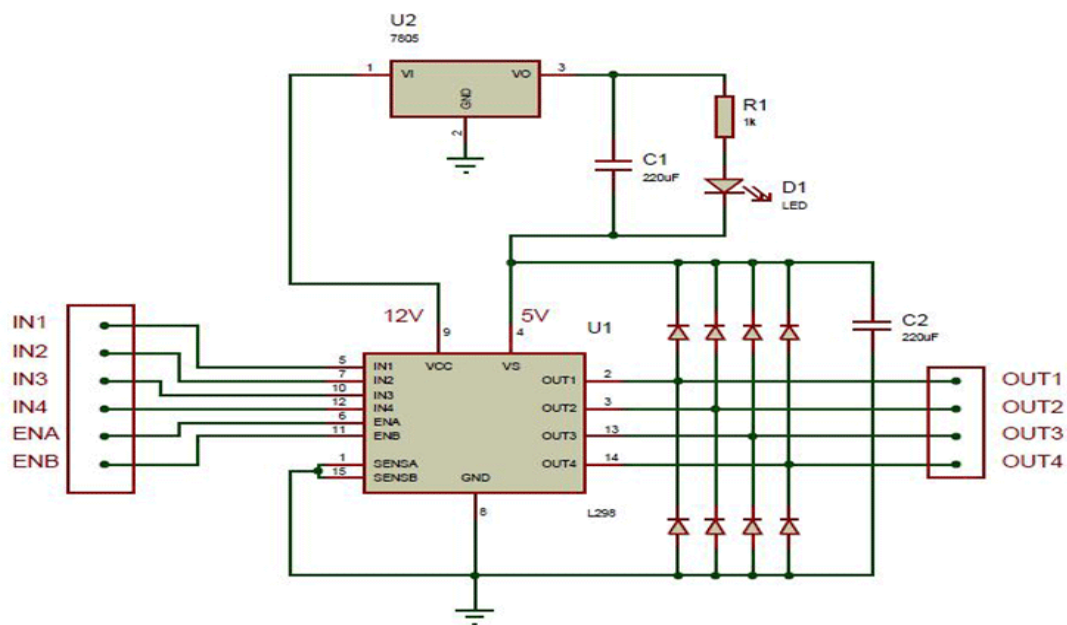 U2
7805
1 VI VO 3
GND
2
R1
1k
C1
220uF
D1
LED
12V 5V
9 4 U1
C2
220uF
IN1
IN2
IN3
IN4
ENA
ENB
5 IN1 VCC VS
7 IN2
10 IN3
12 IN4
6 ENA
11 ENB
1 SENSA
15 SENSB
GND
8
OUT1 2
OUT2 3
OUT3 13
OUT4 14
L298
OUT1
OUT2
OUT3
OUT4